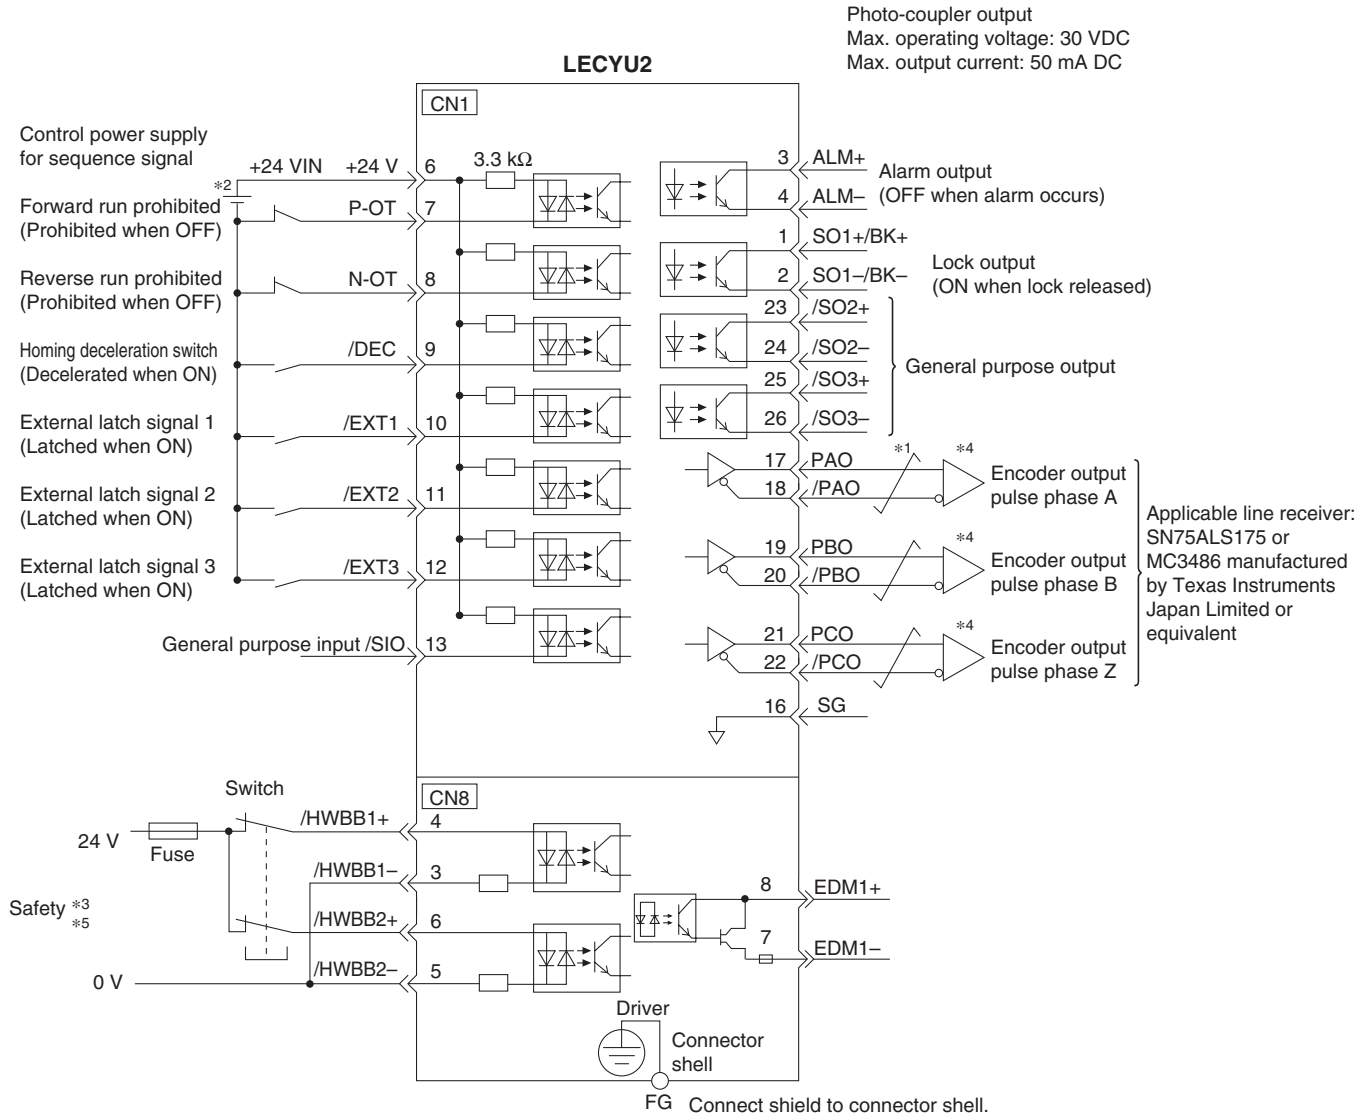 Photo-coupler output
Max. operating voltage: 30 VDC
Max. output current: 50 mA DC
LECYU2
CN1
Control power supply
for sequence signal
+24 VIN
+24 V
6
3.3 kΩ
*2
Forward run prohibited
(Prohibited when OFF)
P-OT
7
Reverse run prohibited
(Prohibited when OFF)
N-OT
8
Homing deceleration switch
(Decelerated when ON)
/DEC
9
External latch signal 1
(Latched when ON)
/EXT1
10
External latch signal 2
(Latched when ON)
/EXT2
11
External latch signal 3
(Latched when ON)
/EXT3
12
General purpose input /SIO
13
3
ALM+
4
ALM–
Alarm output
(OFF when alarm occurs)
1
SO1+/BK+
2
SO1–/BK–
Lock output
(ON when lock released)
23
/SO2+
24
/SO2–
25
/SO3+
26
/SO3–
General purpose output
17
PAO
18
/PAO
*1
*4
Encoder output
pulse phase A
19
PBO
20
/PBO
*4
Encoder output
pulse phase B
21
PCO
22
/PCO
*4
Encoder output
pulse phase Z
Applicable line receiver:
SN75ALS175 or
MC3486 manufactured
by Texas Instruments
Japan Limited or
equivalent
16
SG
CN8
Switch
24 V
Fuse
/HWBB1+
4
/HWBB1–
3
Safety *3
*5
/HWBB2+
6
/HWBB2–
5
0 V
8
EDM1+
7
EDM1–
Driver
Connector
shell
FG
Connect shield to connector shell.